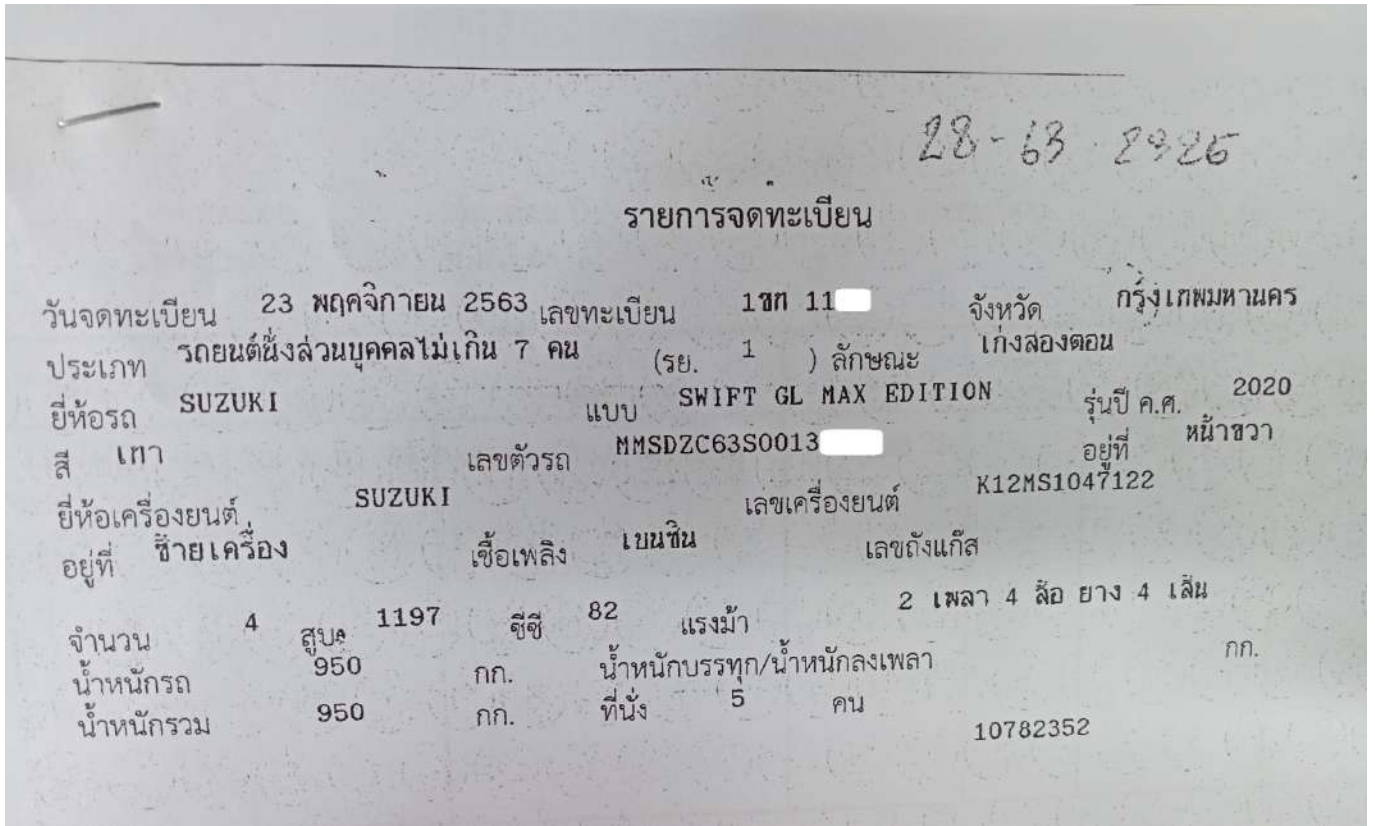 28-63 2926
รายการจดทะเบียน
วันจดทะเบียน 23 พฤศจิกายน 2563 เลขทะเบียน 1ขก 11 จังหวัด กรุงเทพมหานคร
ประเภท รถยนต์นั่งส่วนบุคคลไม่เกิน 7 คน (รย. 1 ) ลักษณะ เก๋งสองตอน
ยี่ห้อรถ SUZUKI แบบ SWIFT GL MAX EDITION รุ่นปี ค.ศ. 2020
สี เทา เลขตัวรถ MMSDZC63S0013 อยู่ที่ หน้าขวา
ยี่ห้อเครื่องยนต์ SUZUKI เลขเครื่องยนต์ K12MS1047122
อยู่ที่ ซ้ายเครื่อง เชื้อเพลิง เบนซิน เลขถังแก๊ส
จำนวน 4 สูบ 1197 ซีซี 82 แรงม้า 2 เพลา 4 ล้อ ยาง 4 เส้น
น้ำหนักรถ 950 กก. น้ำหนักบรรทุก/น้ำหนักลงเพลา กก.
น้ำหนักรวม 950 กก. ที่นั่ง 5 คน
10782352